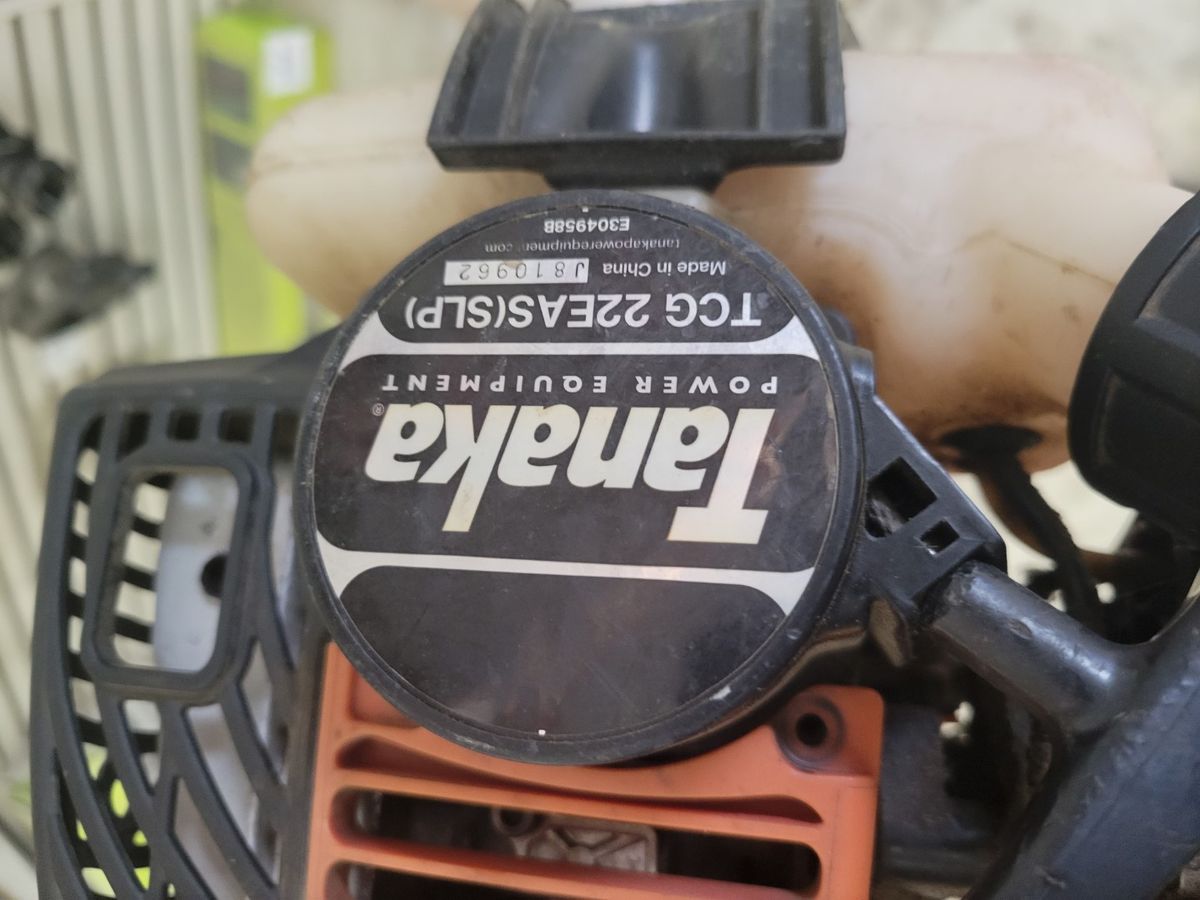 Tanaka®
POWER EQUIPMENT
TCG 22EAS(SLP)
Made in China J810962
tanakapowerequipment.com
E304958B